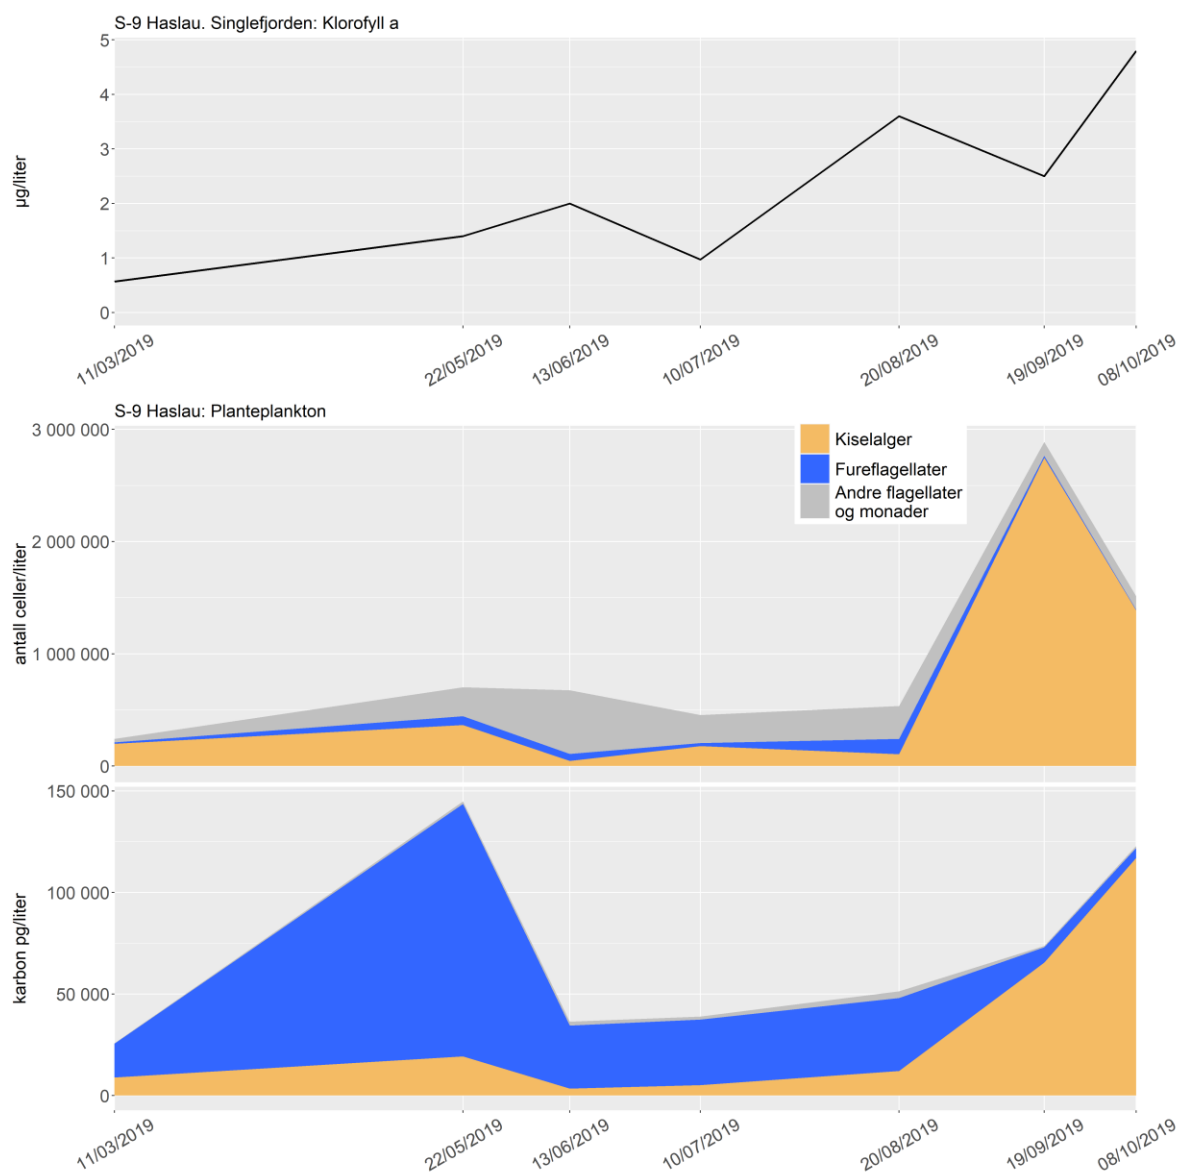 S-9 Haslau. Singlefjorden: Klorofyll a
5
4
3
2
1
0
µg/liter
11/03/2019
22/05/2019
13/06/2019
10/07/2019
20/08/2019
19/09/2019
08/10/2019
S-9 Haslau: Planteplankton
3 000 000
2 000 000
1 000 000
0
antall celler/liter
Kiselalger
Fureflagellater
Andre flagellater
og monader
150 000
100 000
50 000
0
karbon pg/liter
11/03/2019
22/05/2019
13/06/2019
10/07/2019
20/08/2019
19/09/2019
08/10/2019